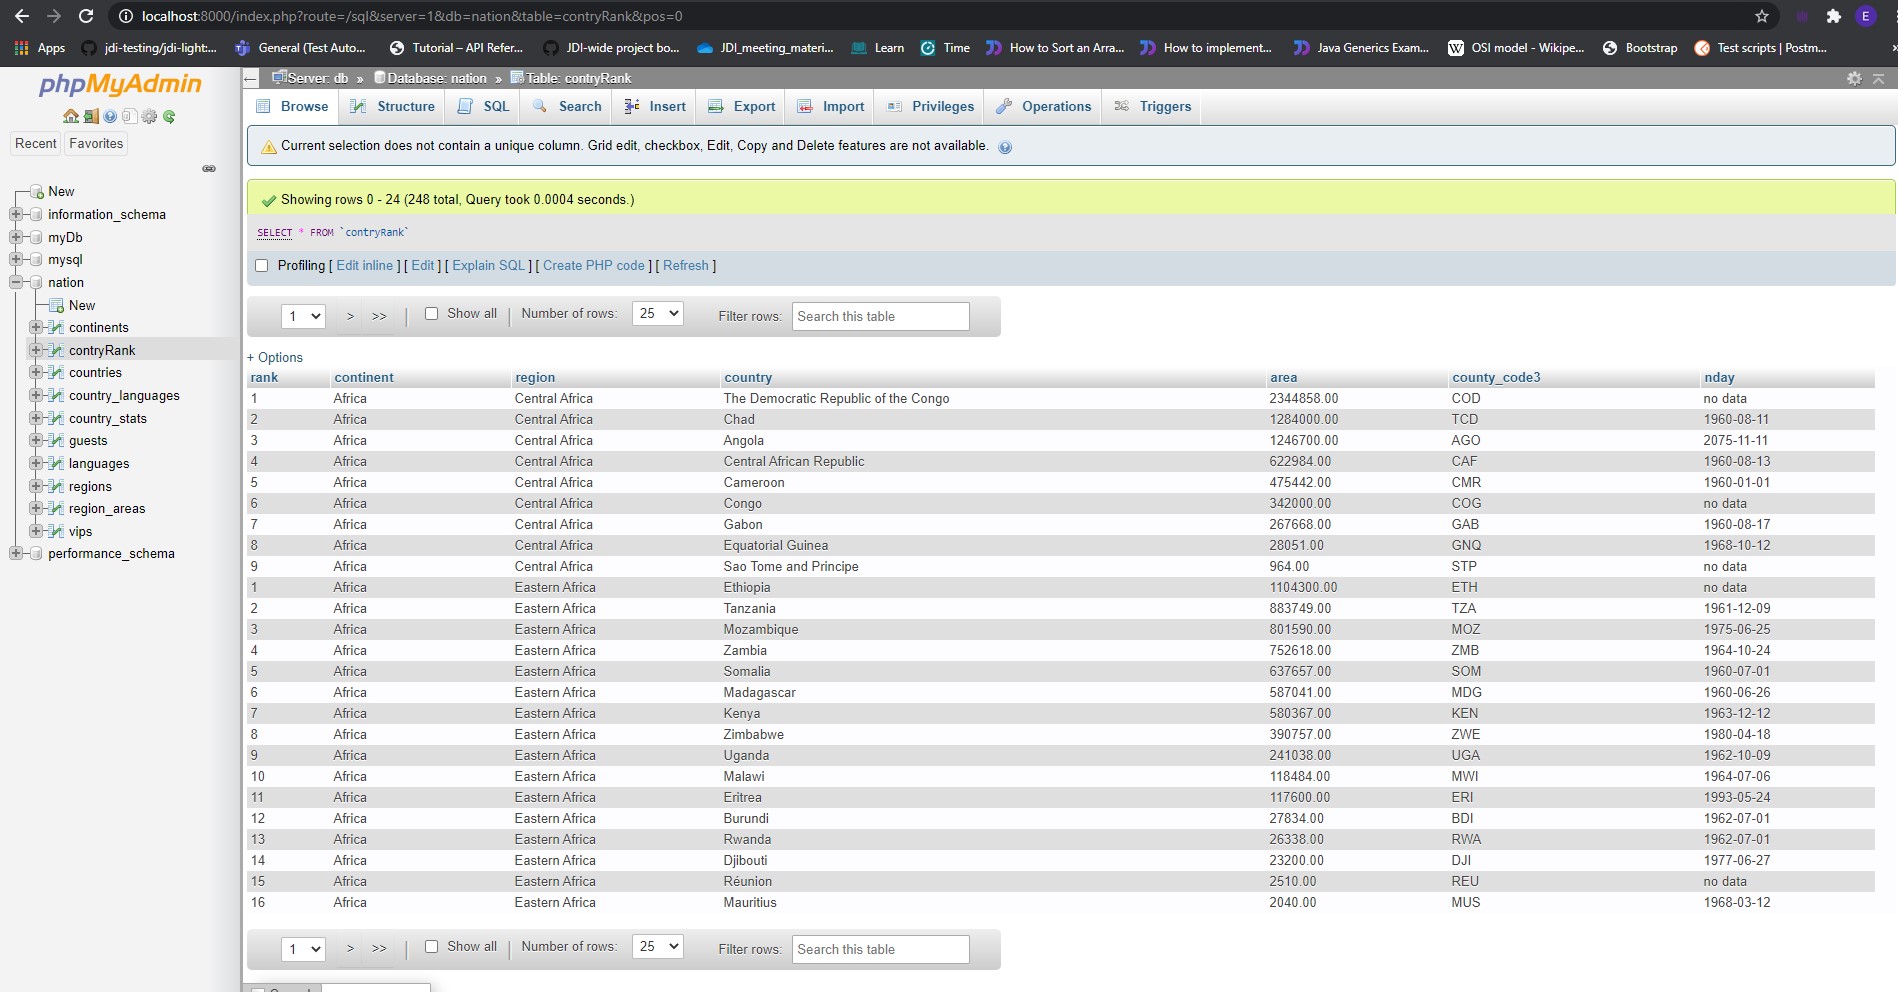 localhost:8000/index.php?route=/sql&server=1&db=nation&table=contryRank&pos=0
E
Apps jdi-testing/jdi-light:... General (Test Auto... Tutorial – API Refer... JDI-wide project bo... JDI_meeting_materi... Learn Time How to Sort an Arra... How to implement... Java Generics Exam... W OSI model - Wikipe... Bootstrap Test scripts | Postm... »
phpMyAdmin
Recent Favorites
New
information_schema
myDb
mysql
nation
New
continents
contryRank
countries
country_languages
country_stats
guests
languages
regions
region_areas
vips
performance_schema
Server: db » Database: nation » Table: contryRank
Browse Structure SQL Search Insert Export Import Privileges Operations Triggers
Current selection does not contain a unique column. Grid edit, checkbox, Edit, Copy and Delete features are not available.
Showing rows 0 - 24 (248 total, Query took 0.0004 seconds.)
SELECT * FROM `contryRank`
Profiling [ Edit inline ] [ Edit ] [ Explain SQL ] [ Create PHP code ] [ Refresh ]
1 > >> | Show all | Number of rows: 25 Filter rows: Search this table
+ Options
rank continent region country area county_code3 nday
1 Africa Central Africa The Democratic Republic of the Congo 2344858.00 COD no data
2 Africa Central Africa Chad 1284000.00 TCD 1960-08-11
3 Africa Central Africa Angola 1246700.00 AGO 2075-11-11
4 Africa Central Africa Central African Republic 622984.00 CAF 1960-08-13
5 Africa Central Africa Cameroon 475442.00 CMR 1960-01-01
6 Africa Central Africa Congo 342000.00 COG no data
7 Africa Central Africa Gabon 267668.00 GAB 1960-08-17
8 Africa Central Africa Equatorial Guinea 28051.00 GNQ 1968-10-12
9 Africa Central Africa Sao Tome and Principe 964.00 STP no data
1 Africa Eastern Africa Ethiopia 1104300.00 ETH no data
2 Africa Eastern Africa Tanzania 883749.00 TZA 1961-12-09
3 Africa Eastern Africa Mozambique 801590.00 MOZ 1975-06-25
4 Africa Eastern Africa Zambia 752618.00 ZMB 1964-10-24
5 Africa Eastern Africa Somalia 637657.00 SOM 1960-07-01
6 Africa Eastern Africa Madagascar 587041.00 MDG 1960-06-26
7 Africa Eastern Africa Kenya 580367.00 KEN 1963-12-12
8 Africa Eastern Africa Zimbabwe 390757.00 ZWE 1980-04-18
9 Africa Eastern Africa Uganda 241038.00 UGA 1962-10-09
10 Africa Eastern Africa Malawi 118484.00 MWI 1964-07-06
11 Africa Eastern Africa Eritrea 117600.00 ERI 1993-05-24
12 Africa Eastern Africa Burundi 27834.00 BDI 1962-07-01
13 Africa Eastern Africa Rwanda 26338.00 RWA 1962-07-01
14 Africa Eastern Africa Djibouti 23200.00 DJI 1977-06-27
15 Africa Eastern Africa Réunion 2510.00 REU no data
16 Africa Eastern Africa Mauritius 2040.00 MUS 1968-03-12
1 > >> | Show all | Number of rows: 25 Filter rows: Search this table